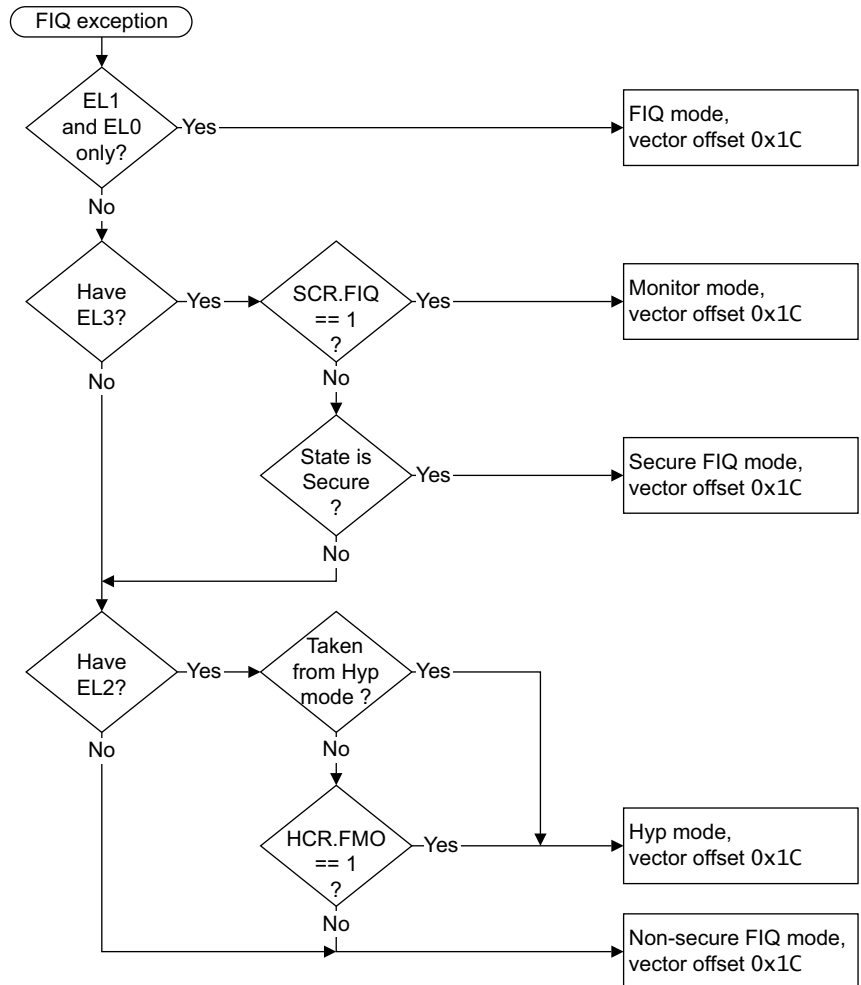 FIQ exception
EL1
and EL0
only?
Yes
FIQ mode,
vector offset 0x1C
No
Have
EL3?
Yes
SCR.FIQ
== 1
?
Yes
Monitor mode,
vector offset 0x1C
No
No
State is
Secure
?
Yes
Secure FIQ mode,
vector offset 0x1C
No
Have
EL2?
Yes
Taken
from Hyp
mode ?
Yes
No
No
HCR.FMO
== 1
?
Yes
Hyp mode,
vector offset 0x1C
No
Non-secure FIQ mode,
vector offset 0x1C